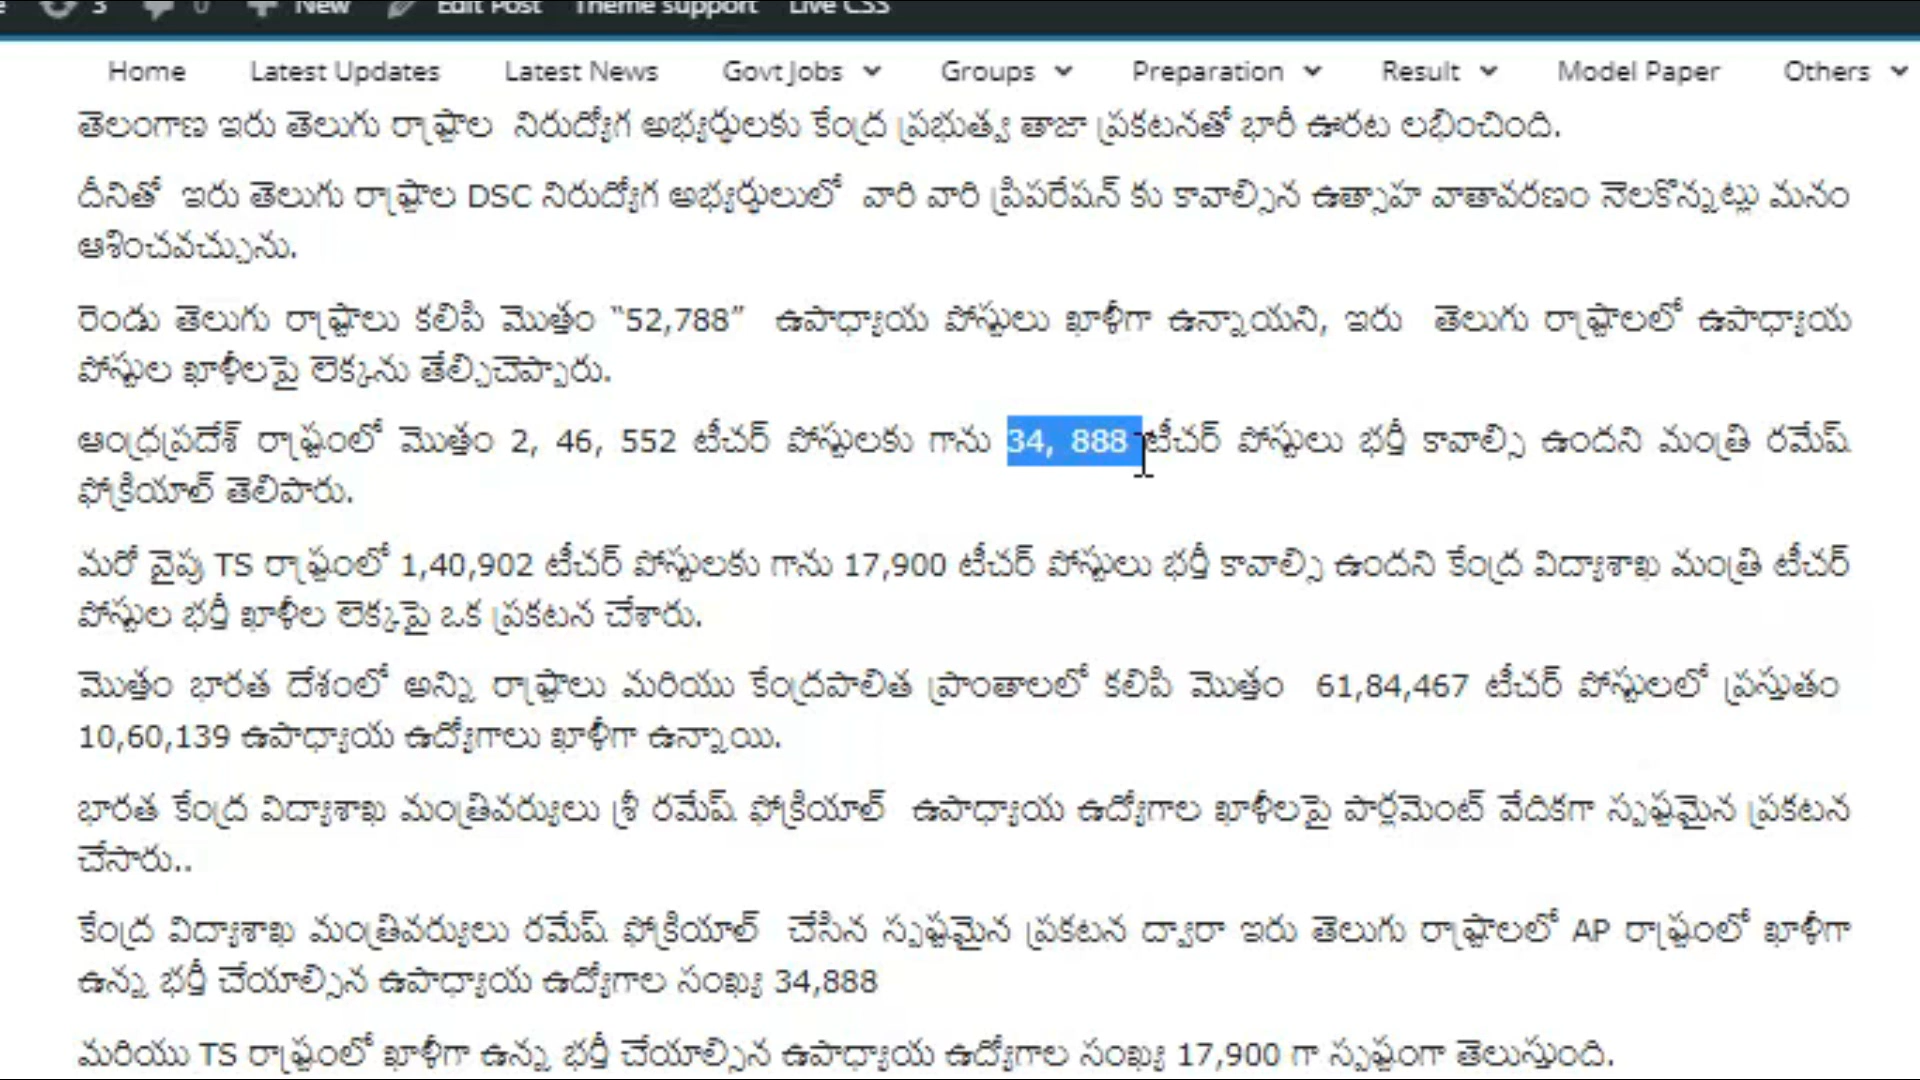 3 0 New Edit Post Theme support Live CSS
Home Latest Updates Latest News Govt Jobs Groups Preparation Result Model Paper Others
తెలంగాణ ఇరు తెలుగు రాష్ట్రాల నిరుద్యోగ అభ్యర్థులకు కేంద్ర ప్రభుత్వ తాజా ప్రకటనతో భారీ ఊరట లభించింది.
దీనితో ఇరు తెలుగు రాష్ట్రాల DSC నిరుద్యోగ అభ్యర్థులులో వారి వారి ప్రిపరేషన్ కు కావాల్సిన ఉత్సాహ వాతావరణం నెలకొన్నట్లు మనం
ఆశించవచ్చును.
రెండు తెలుగు రాష్ట్రాలు కలిపి మొత్తం “52,788” ఉపాధ్యాయ పోస్టులు ఖాళీగా ఉన్నాయని, ఇరు తెలుగు రాష్ట్రాలలో ఉపాధ్యాయ
పోస్టుల ఖాళీలపై లెక్కను తేల్చిచెప్పారు.
ఆంధ్రప్రదేశ్ రాష్ట్రంలో మొత్తం 2, 46, 552 టీచర్ పోస్టులకు గాను 34, 888 టీచర్ పోస్టులు భర్తీ కావాల్సి ఉందని మంత్రి రమేష్
ఫోక్రియాల్ తెలిపారు.
మరో వైపు TS రాష్ట్రంలో 1,40,902 టీచర్ పోస్టులకు గాను 17,900 టీచర్ పోస్టులు భర్తీ కావాల్సి ఉందని కేంద్ర విద్యాశాఖ మంత్రి టీచర్
పోస్టుల భర్తీ ఖాళీల లెక్కపై ఒక ప్రకటన చేశారు.
మొత్తం భారత దేశంలో అన్ని రాష్ట్రాలు మరియు కేంద్రపాలిత ప్రాంతాలలో కలిపి మొత్తం 61,84,467 టీచర్ పోస్టులలో ప్రస్తుతం
10,60,139 ఉపాధ్యాయ ఉద్యోగాలు ఖాళీగా ఉన్నాయి.
భారత కేంద్ర విద్యాశాఖ మంత్రివర్యులు శ్రీ రమేష్ ఫోక్రియాల్ ఉపాధ్యాయ ఉద్యోగాల ఖాళీలపై పార్లమెంట్ వేదికగా స్పష్టమైన ప్రకటన
చేసారు..
కేంద్ర విద్యాశాఖ మంత్రివర్యులు రమేష్ ఫోక్రియాల్ చేసిన స్పష్టమైన ప్రకటన ద్వారా ఇరు తెలుగు రాష్ట్రాలలో AP రాష్ట్రంలో ఖాళీగా
ఉన్న భర్తీ చేయాల్సిన ఉపాధ్యాయ ఉద్యోగాల సంఖ్య 34,888
మరియు TS రాష్ట్రంలో ఖాళీగా ఉన్న భర్తీ చేయాల్సిన ఉపాధ్యాయ ఉద్యోగాల సంఖ్య 17,900 గా స్పష్టంగా తెలుస్తుంది.